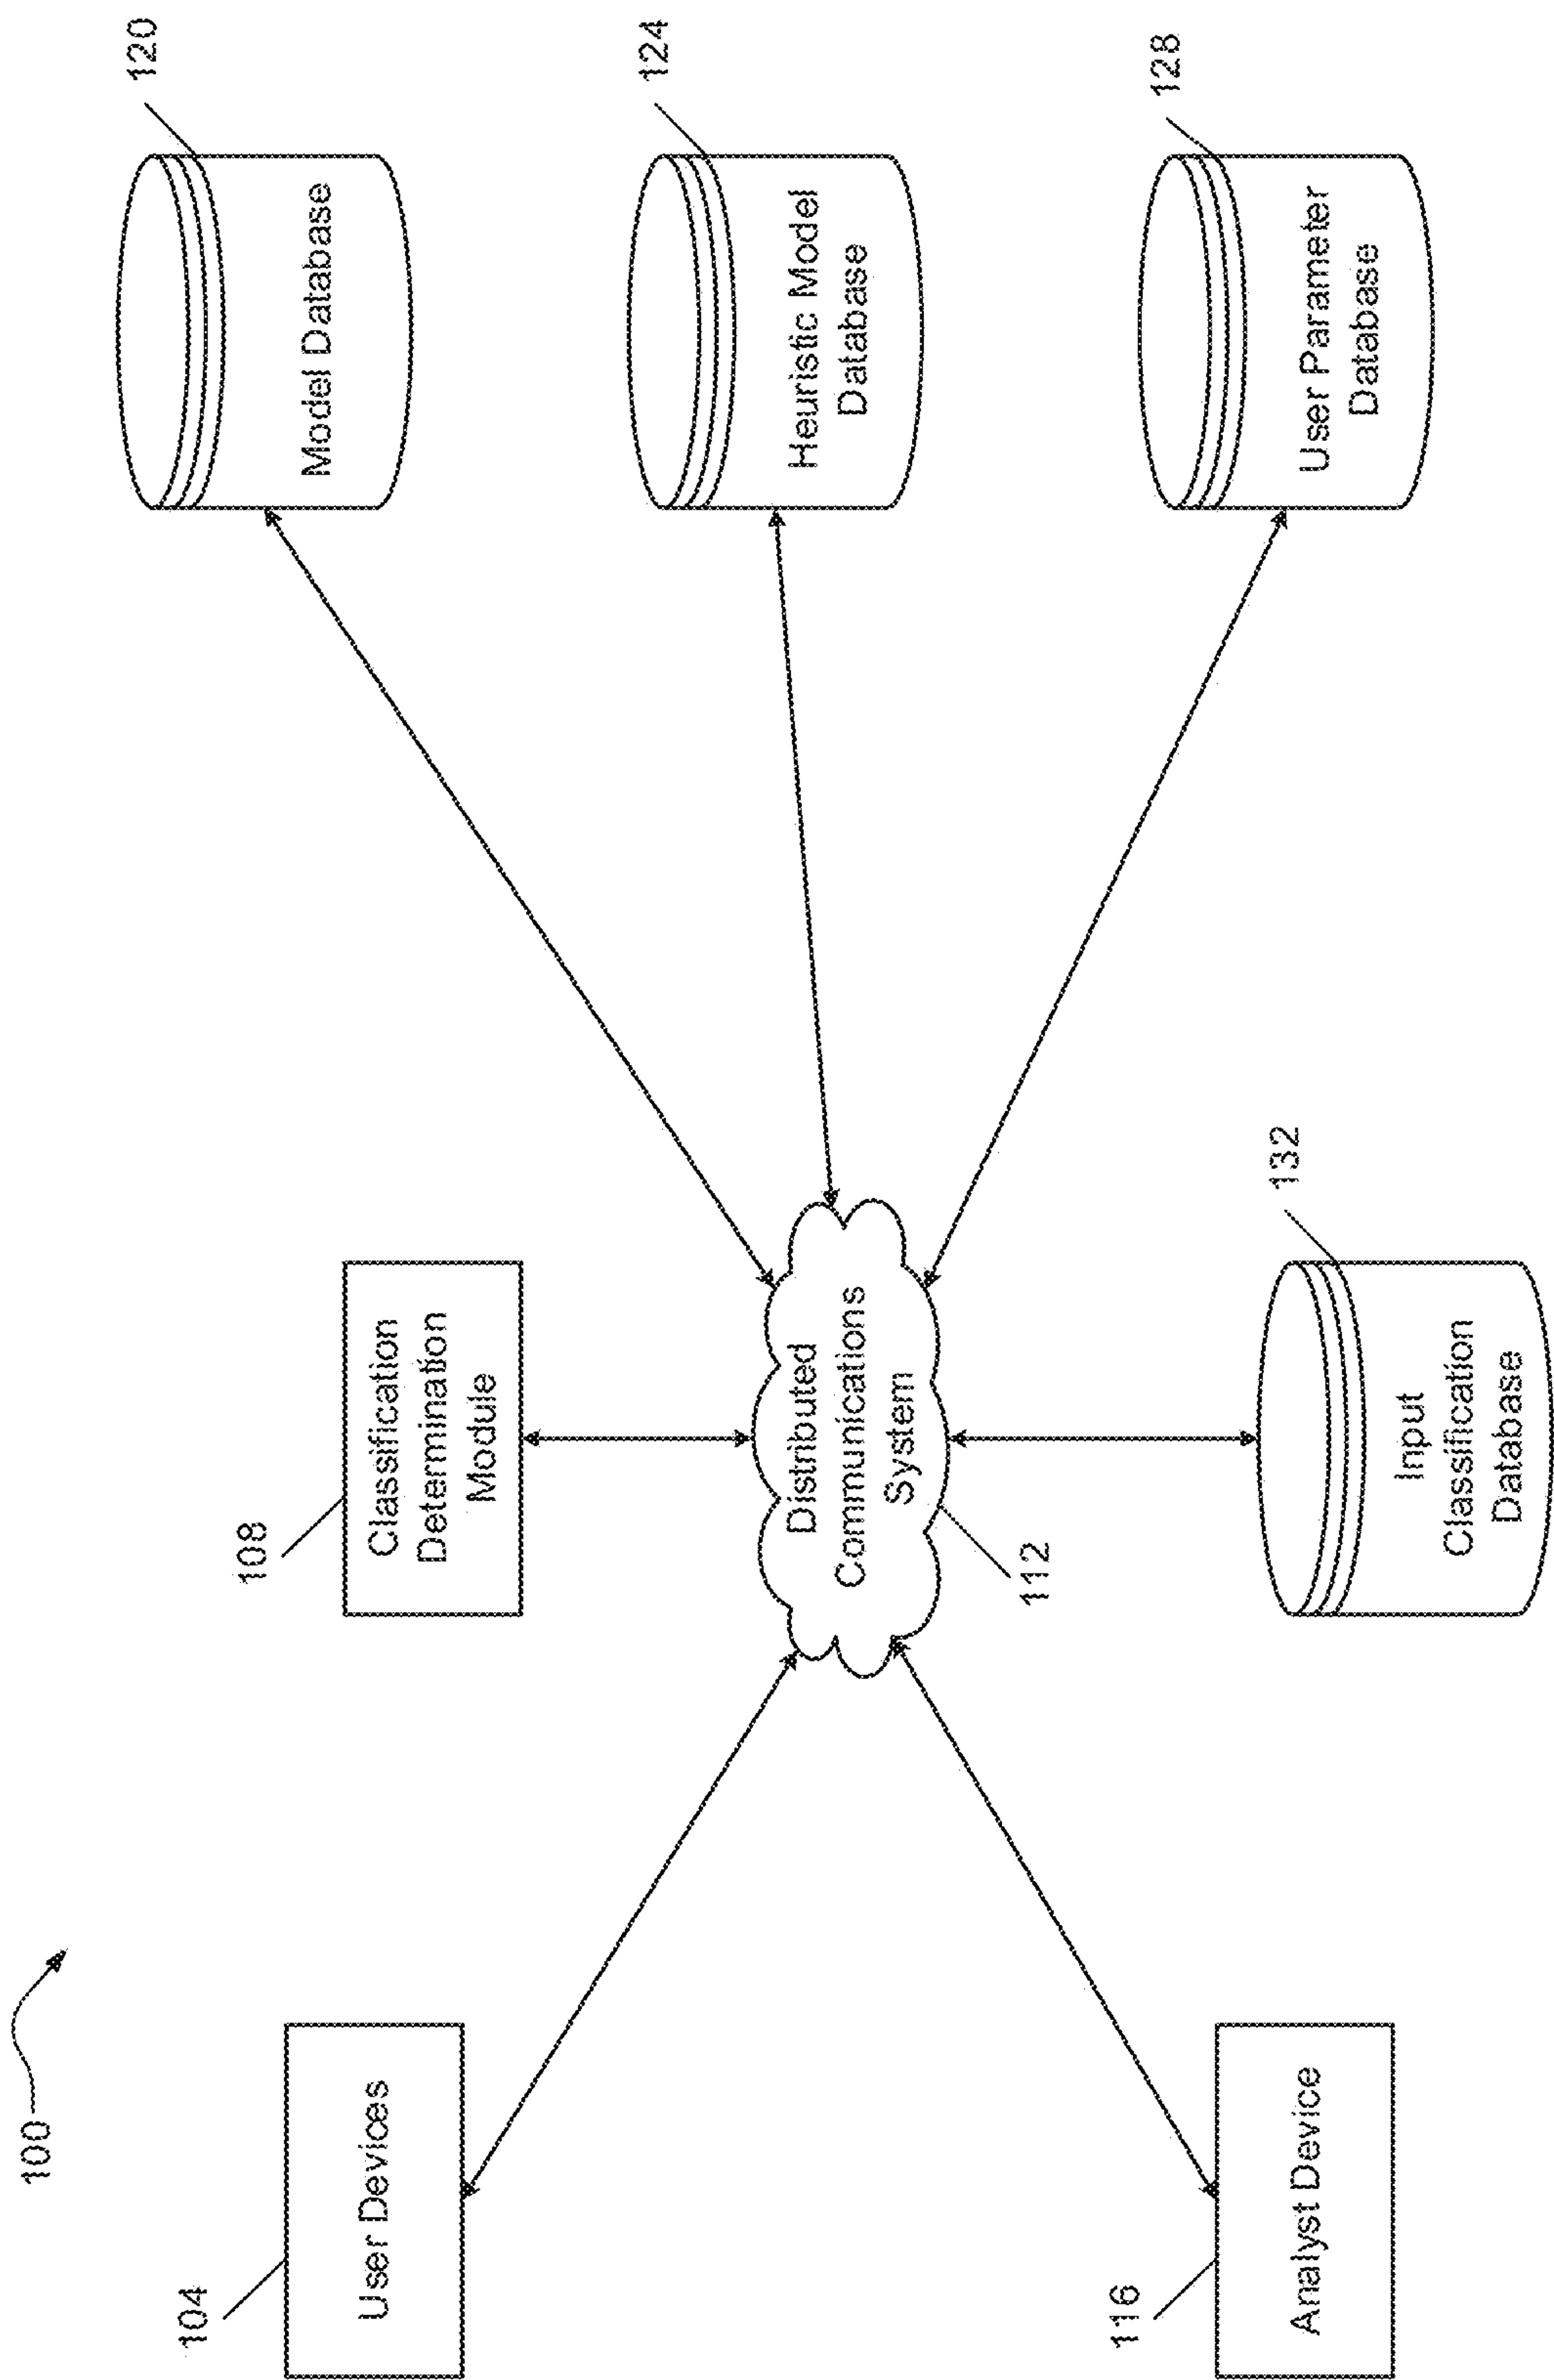 100
104
User Devices
108
Classification
Determination
Module
120
Model Database
124
Heuristic Model
Database
Distributed
Communications
System
112
116
Analyst Device
132
Input
Classification
Database
128
User Parameter
Database